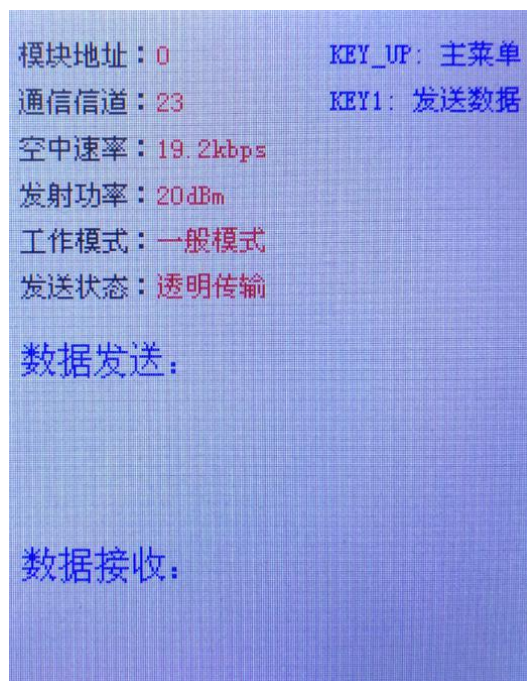 模块地址：0 KEY_UP: 主菜单
通信信道：23 KEY1: 发送数据
空中速率：19.2kbps
发射功率：20dBm
工作模式：一般模式
发送状态：透明传输
数据发送：
数据接收：